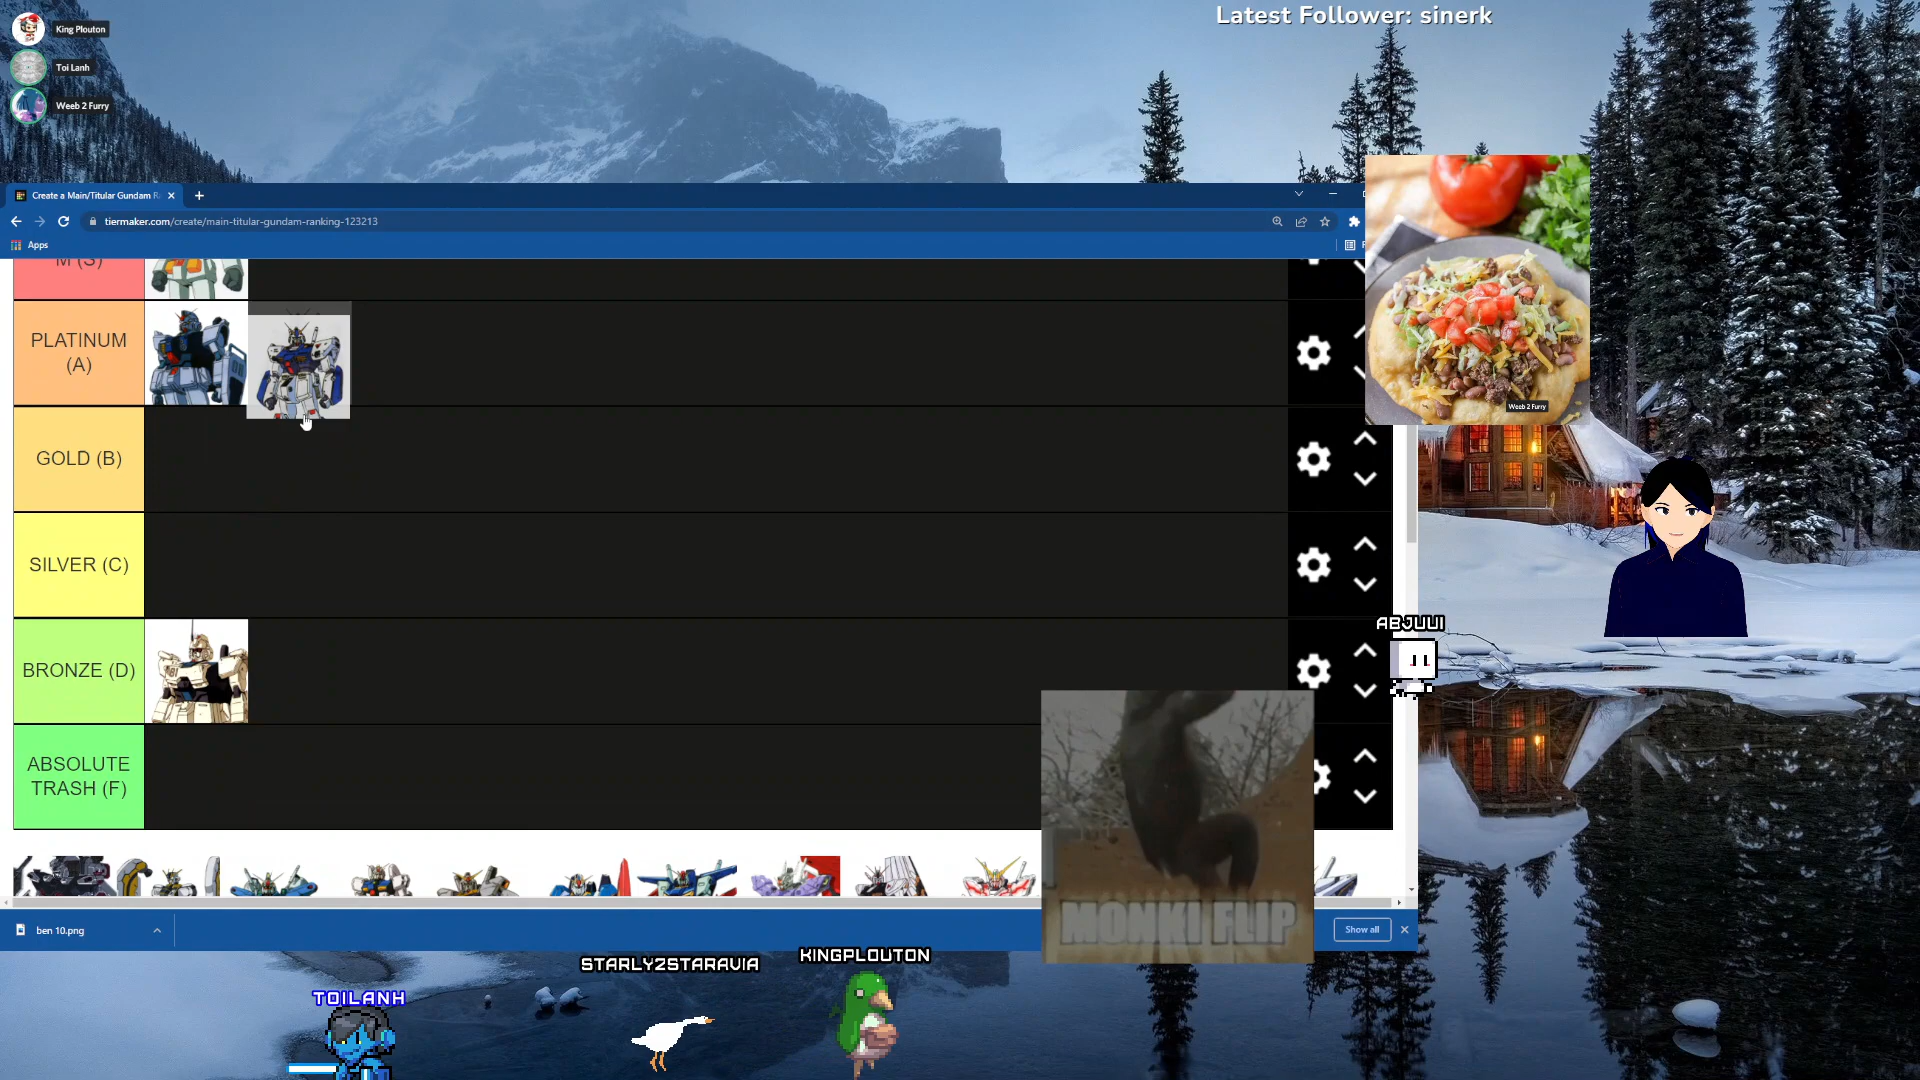 Latest Follower: sinerk
King Plouton
Toi Lanh
Weeb 2 Furry
Create a Main/Titular Gundam R
tiermaker.com/create/main-titular-gundam-ranking-123213
Apps
M (S)
PLATINUM
(A)
GOLD (B)
SILVER (C)
BRONZE (D)
ABSOLUTE
TRASH (F)
Weeb 2 Furry
ABJUUI
MONKI FLIP
ben 10.png
Show all
STARLY2STARAVIA
KINGPLOUTON
TOILANH